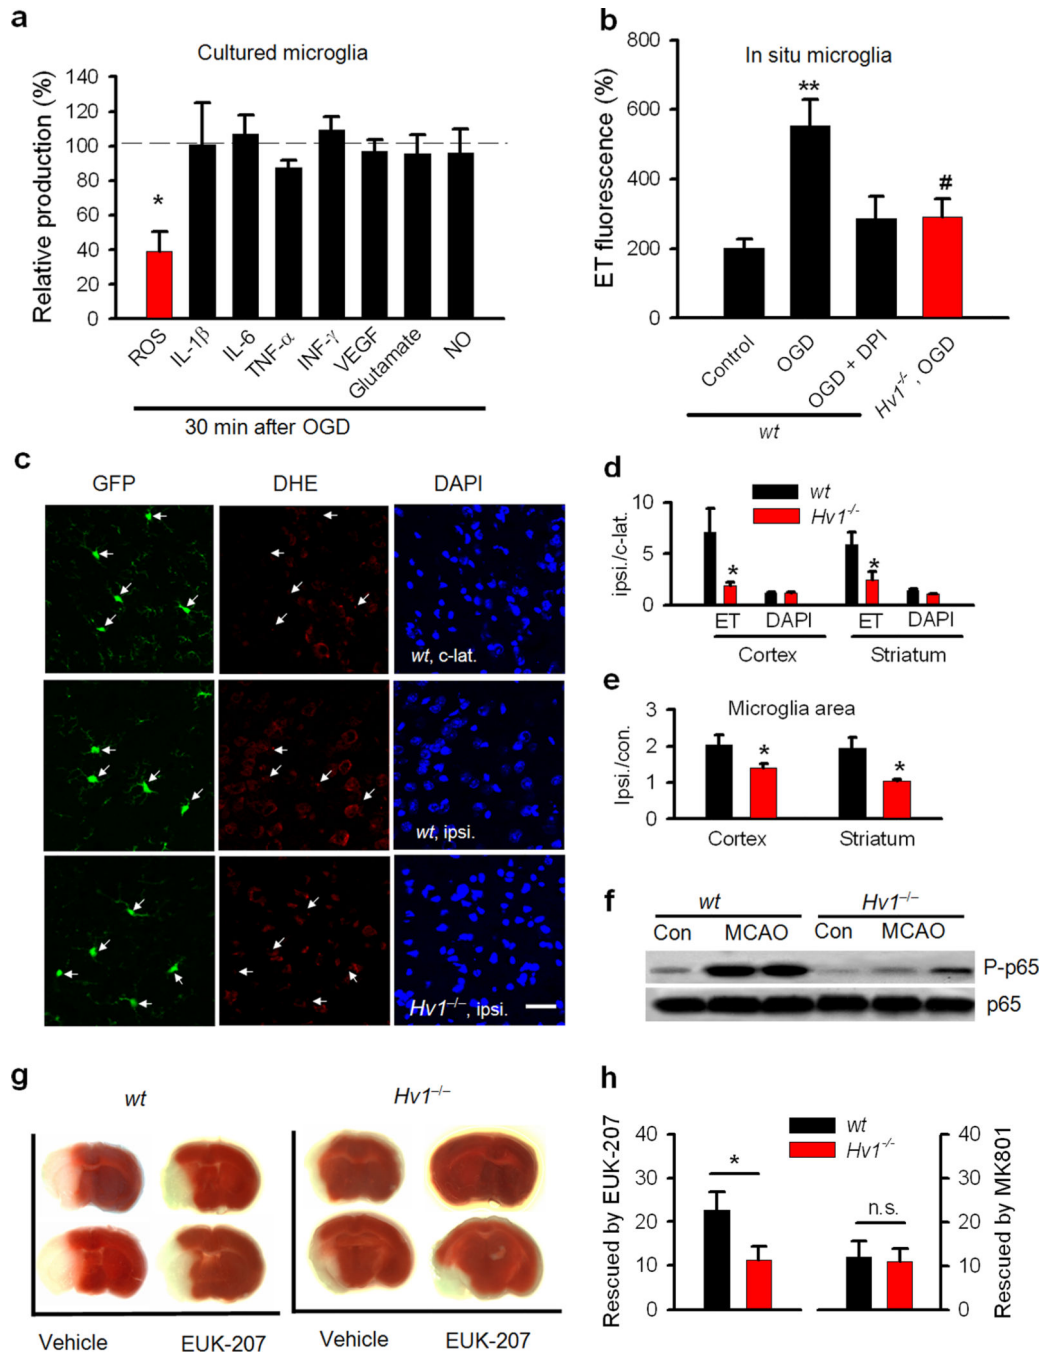 a
Cultured microglia
Relative production (%)
140
120
100
80
60
40
20
0
*
ROS
IL-1β
IL-6
TNF-α
INF-γ
VEGF
Glutamate
NO
30 min after OGD
b
In situ microglia
ET fluorescence (%)
800
600
400
200
0
**
#
Control
OGD
OGD + DPI
Hv1-/-, OGD
wt
c
GFP DHE DAPI
wt, c-lat.
wt, ipsi.
Hv1–/–, ipsi.
d
wt
Hv1-/-
ipsi./c-lat.
10
5
0
*
*
ET DAPI ET DAPI
Cortex Striatum
e
Microglia area
Ipsi./con.
3
2
1
0
*
*
Cortex Striatum
f
wt Hv1–/–
Con MCAO Con MCAO
P-p65
p65
g
wt Hv1–/–
Vehicle EUK-207 Vehicle EUK-207
h
wt
Hv1-/-
Rescued by EUK-207
40
30
20
10
0
*
n.s.
40
30
20
10
0
Rescued by MK801